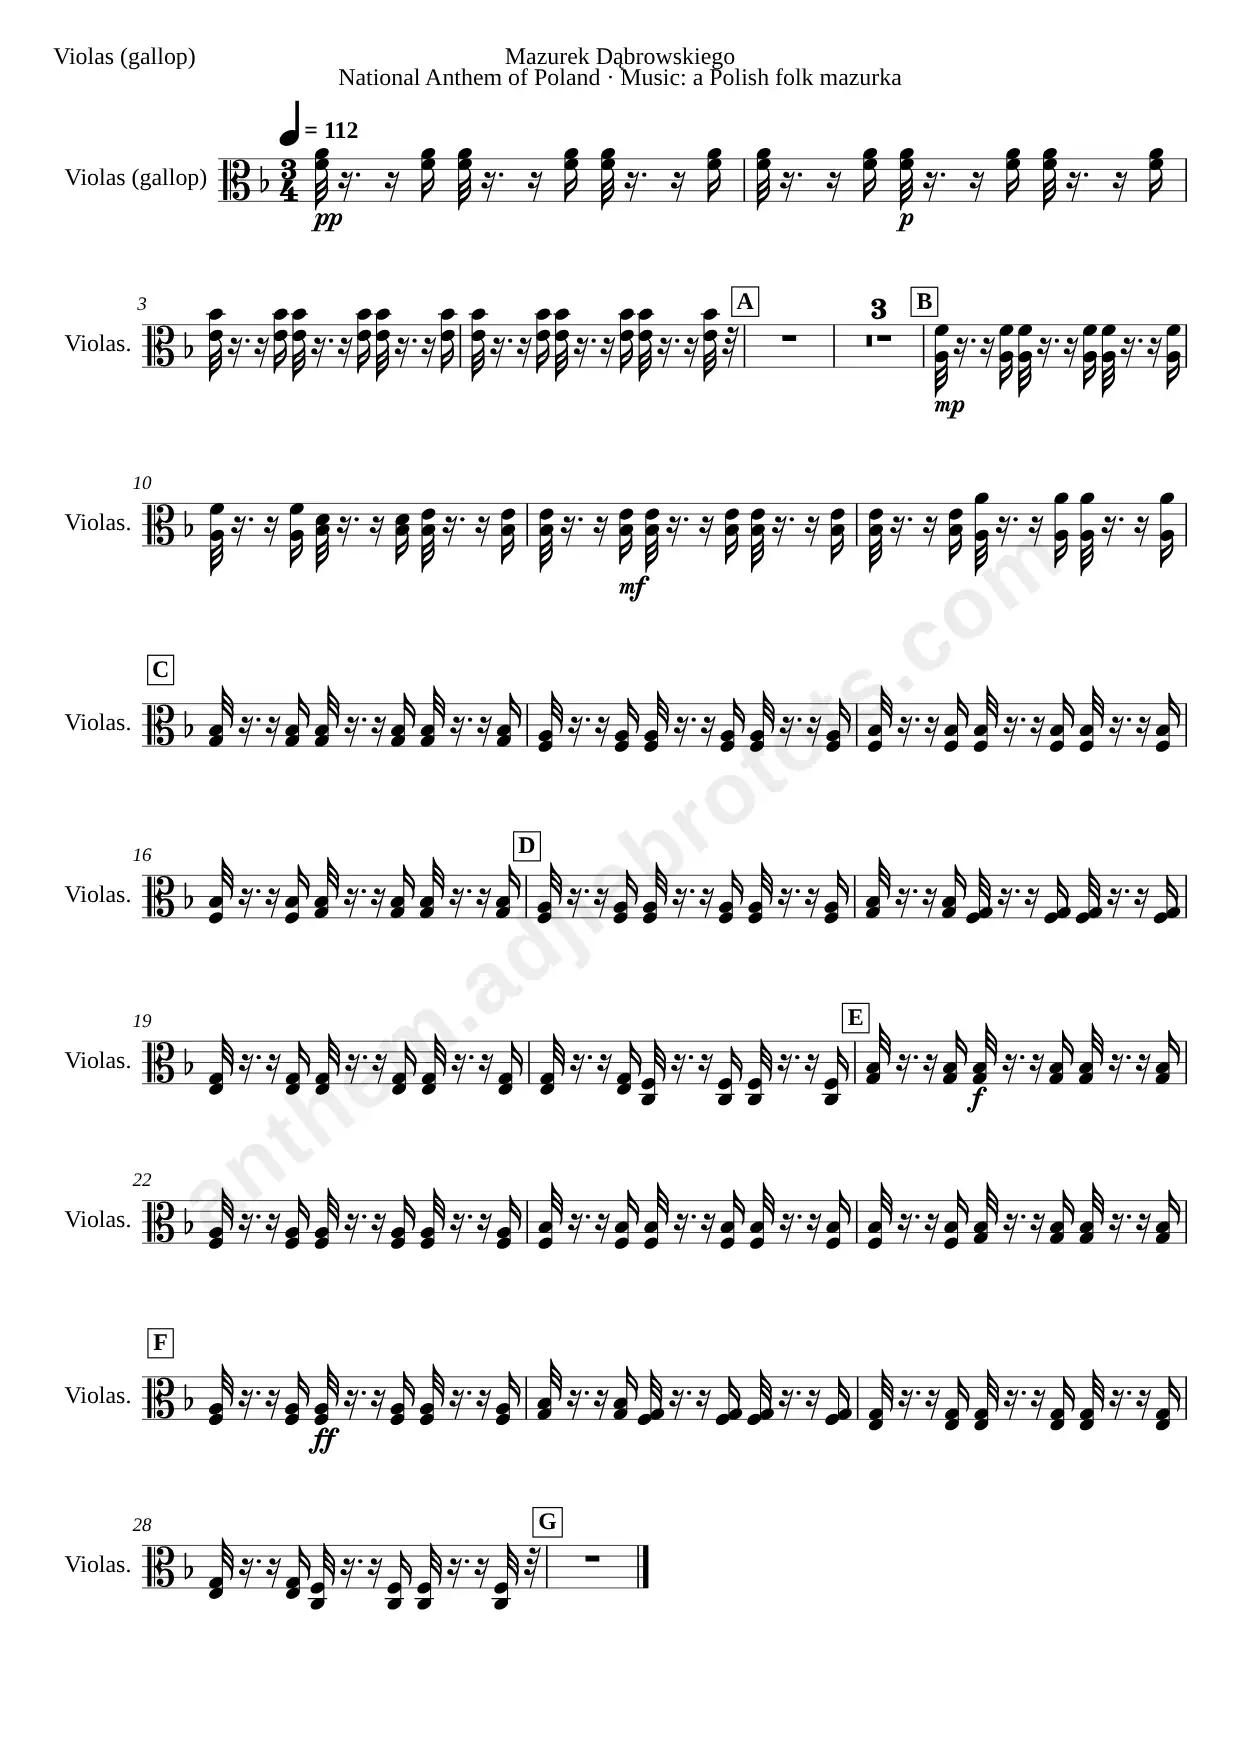 Violas (gallop)
Mazurek Dąbrowskiego
National Anthem of Poland · Music: a Polish folk mazurka
= 112
Violas (gallop)
3
4
pp
p
3
A
3
B
Violas.
mp
10
Violas.
mf
C
Violas.
16
D
Violas.
19
E
Violas.
f
22
Violas.
F
Violas.
ff
28
G
Violas.
anthem.adjiebrotots.com